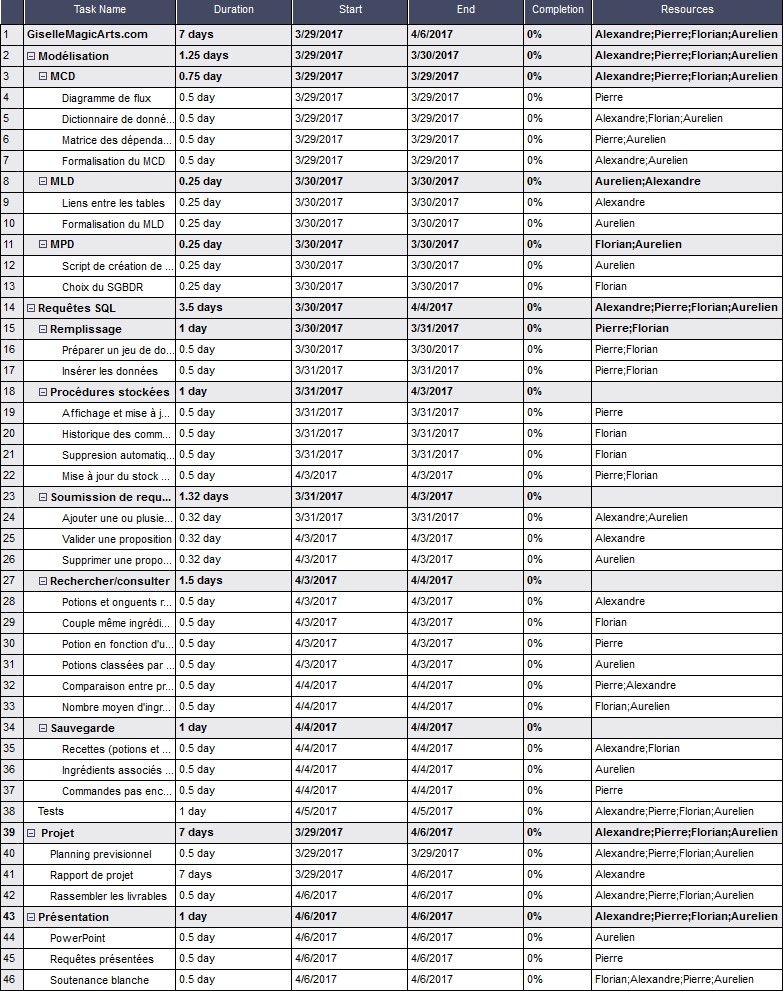 Task Name Duration Start End Completion Resources
1 GiselleMagicArts.com 7 days 3/29/2017 4/6/2017 0% Alexandre;Pierre;Florian;Aurelien
2 Modélisation 1.25 days 3/29/2017 3/30/2017 0% Alexandre;Pierre;Florian;Aurelien
3 MCD 0.75 day 3/29/2017 3/29/2017 0% Alexandre;Pierre;Florian;Aurelien
4 Diagramme de flux 0.5 day 3/29/2017 3/29/2017 0% Pierre
5 Dictionnaire de donné... 0.5 day 3/29/2017 3/29/2017 0% Alexandre;Florian;Aurelien
6 Matrice des dépenda... 0.5 day 3/29/2017 3/29/2017 0% Pierre;Aurelien
7 Formalisation du MCD 0.5 day 3/29/2017 3/29/2017 0% Alexandre;Aurelien
8 MLD 0.25 day 3/30/2017 3/30/2017 0% Aurelien;Alexandre
9 Liens entre les tables 0.25 day 3/30/2017 3/30/2017 0% Alexandre
10 Formalisation du MLD 0.25 day 3/30/2017 3/30/2017 0% Aurelien
11 MPD 0.25 day 3/30/2017 3/30/2017 0% Florian;Aurelien
12 Script de création de ... 0.25 day 3/30/2017 3/30/2017 0% Aurelien
13 Choix du SGBDR 0.25 day 3/30/2017 3/30/2017 0% Florian
14 Requêtes SQL 3.5 days 3/30/2017 4/4/2017 0% Alexandre;Pierre;Florian;Aurelien
15 Remplissage 1 day 3/30/2017 3/31/2017 0% Pierre;Florian
16 Préparer un jeu de do... 0.5 day 3/30/2017 3/30/2017 0% Pierre;Florian
17 Insérer les données 0.5 day 3/31/2017 3/31/2017 0% Pierre;Florian
18 Procédures stockées 1 day 3/31/2017 4/3/2017 0%
19 Affichage et mise à j... 0.5 day 3/31/2017 3/31/2017 0% Pierre
20 Historique des comm... 0.5 day 3/31/2017 3/31/2017 0% Florian
21 Suppresion automatiq... 0.5 day 3/31/2017 3/31/2017 0% Florian
22 Mise à jour du stock ... 0.5 day 4/3/2017 4/3/2017 0% Pierre;Florian
23 Soumission de requ... 1.32 days 3/31/2017 4/3/2017 0%
24 Ajouter une ou plusie... 0.32 day 3/31/2017 3/31/2017 0% Alexandre;Aurelien
25 Valider une proposition 0.32 day 4/3/2017 4/3/2017 0% Alexandre
26 Supprimer une propo... 0.32 day 4/3/2017 4/3/2017 0% Aurelien
27 Rechercher/consulter 1.5 days 4/3/2017 4/4/2017 0%
28 Potions et onguents r... 0.5 day 4/3/2017 4/3/2017 0% Alexandre
29 Couple même ingrédi... 0.5 day 4/3/2017 4/3/2017 0% Florian
30 Potion en fonction d'u... 0.5 day 4/3/2017 4/3/2017 0% Pierre
31 Potions classées par ... 0.5 day 4/3/2017 4/3/2017 0% Aurelien
32 Comparaison entre pr... 0.5 day 4/4/2017 4/4/2017 0% Pierre;Alexandre
33 Nombre moyen d'ingr... 0.5 day 4/4/2017 4/4/2017 0% Florian;Aurelien
34 Sauvegarde 1 day 4/4/2017 4/4/2017 0%
35 Recettes (potions et ... 0.5 day 4/4/2017 4/4/2017 0% Alexandre;Florian
36 Ingrédients associés ... 0.5 day 4/4/2017 4/4/2017 0% Aurelien
37 Commandes pas enc... 0.5 day 4/4/2017 4/4/2017 0% Pierre
38 Tests 1 day 4/5/2017 4/5/2017 0% Alexandre;Pierre;Florian;Aurelien
39 Projet 7 days 3/29/2017 4/6/2017 0% Alexandre;Pierre;Florian;Aurelien
40 Planning previsionnel 0.5 day 3/29/2017 3/29/2017 0% Alexandre;Pierre;Florian;Aurelien
41 Rapport de projet 7 days 3/29/2017 4/6/2017 0% Alexandre
42 Rassembler les livrables 0.5 day 4/6/2017 4/6/2017 0% Alexandre;Pierre;Florian;Aurelien
43 Présentation 1 day 4/6/2017 4/6/2017 0% Alexandre;Pierre;Florian;Aurelien
44 PowerPoint 0.5 day 4/6/2017 4/6/2017 0% Aurelien
45 Requêtes présentées 0.5 day 4/6/2017 4/6/2017 0% Pierre
46 Soutenance blanche 0.5 day 4/6/2017 4/6/2017 0% Florian;Alexandre;Pierre;Aurelien